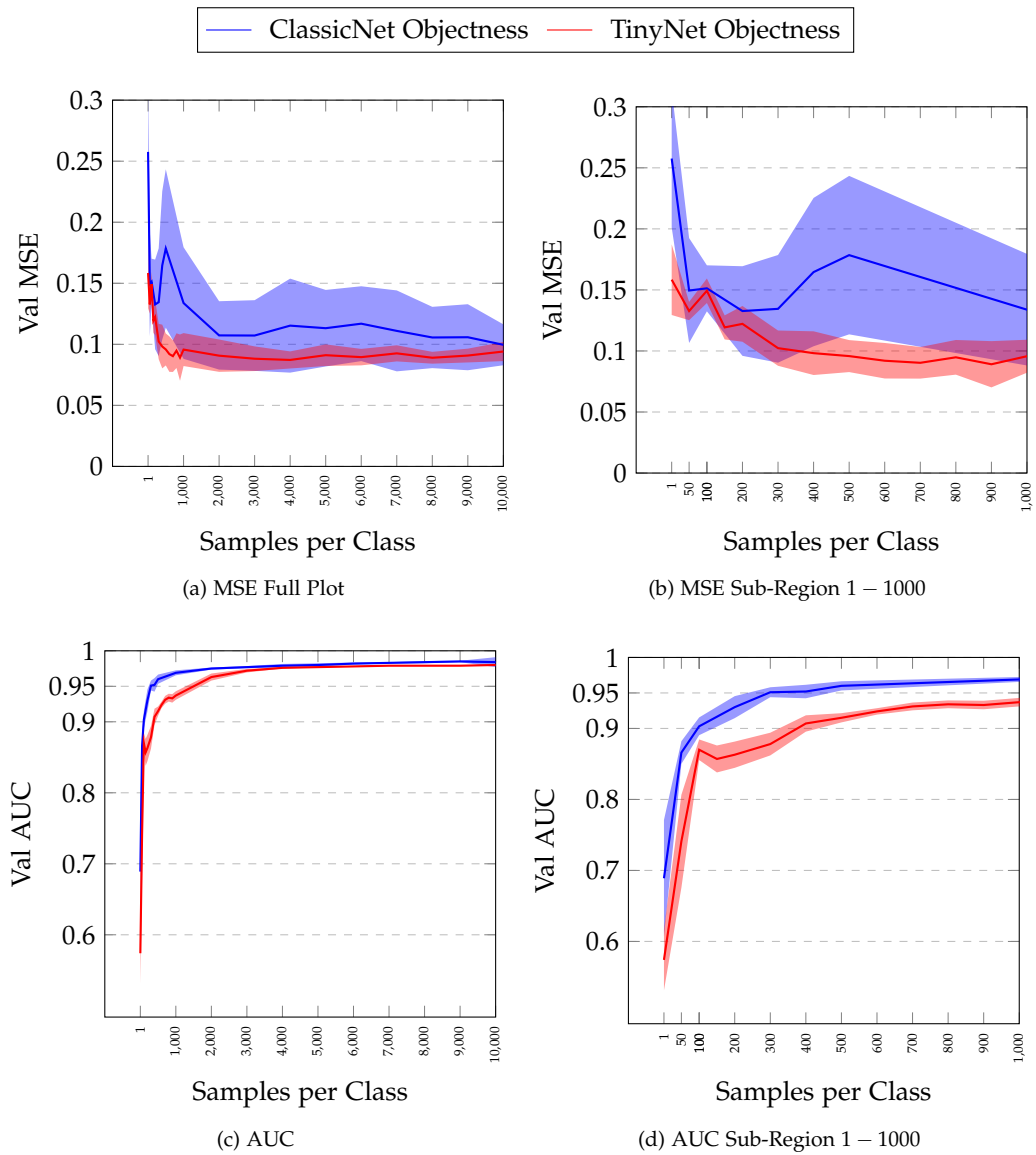 ClassicNet Objectness TinyNet Objectness
0.3
0.25
0.2
0.15
0.1
0.05
0
Val MSE
1 1,000 2,000 3,000 4,000 5,000 6,000 7,000 8,000 9,000 10,000
Samples per Class
(a) MSE Full Plot
0.3
0.25
0.2
0.15
0.1
0.05
0
Val MSE
1 50 100 200 300 400 500 600 700 800 900 1,000
Samples per Class
(b) MSE Sub-Region 1 – 1000
1
0.95
0.9
0.8
0.7
0.6
Val AUC
1 1,000 2,000 3,000 4,000 5,000 6,000 7,000 8,000 9,000 10,000
Samples per Class
(c) AUC
1
0.95
0.9
0.8
0.7
0.6
Val AUC
1 50 100 200 300 400 500 600 700 800 900 1,000
Samples per Class
(d) AUC Sub-Region 1 – 1000